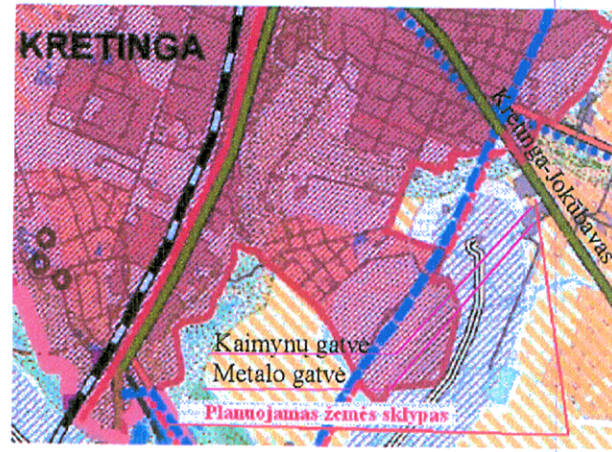 KRETINGA
Kretinga-Jokūbavas
Kaimynų gatvė
Metalo gatvė
Planuojamas žemės sklypas